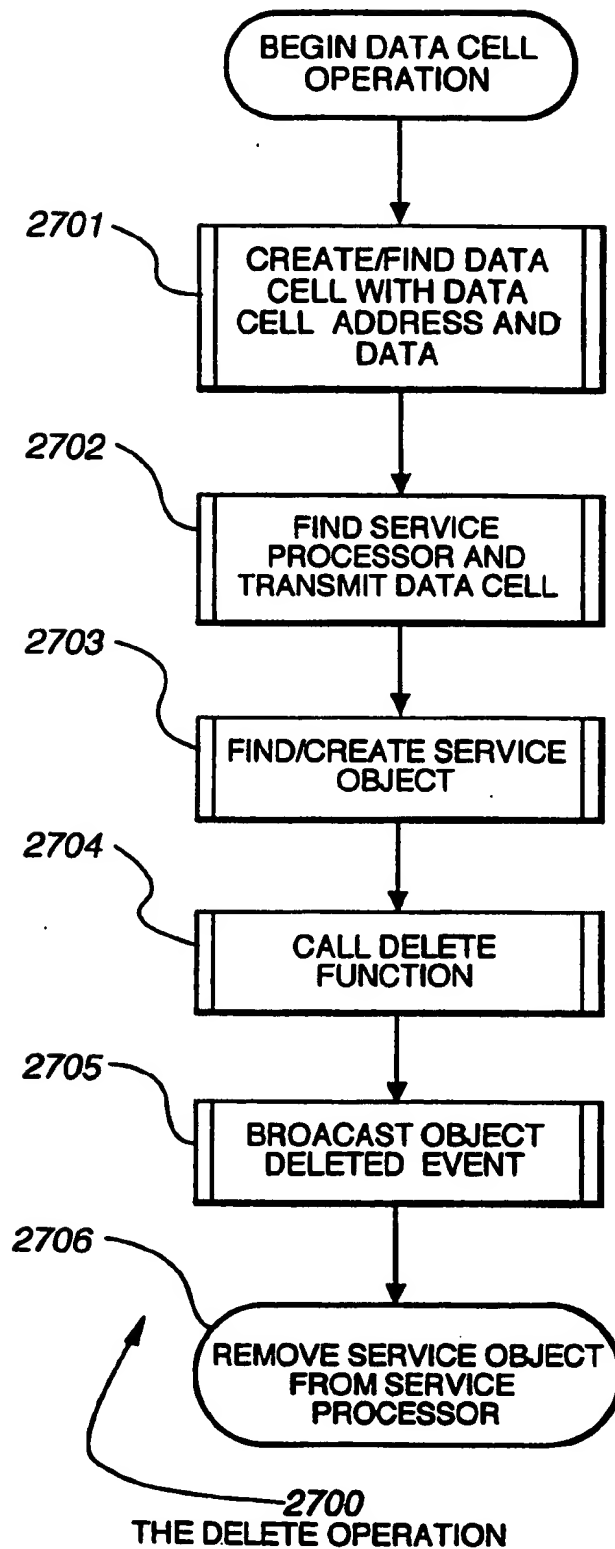 BEGIN DATA CELL
OPERATION
2701
CREATE/FIND DATA
CELL WITH DATA
CELL ADDRESS AND
DATA
2702
FIND SERVICE
PROCESSOR AND
TRANSMIT DATA CELL
2703
FIND/CREATE SERVICE
OBJECT
2704
CALL DELETE
FUNCTION
2705
BROACAST OBJECT
DELETED EVENT
2706
REMOVE SERVICE OBJECT
FROM SERVICE
PROCESSOR
2700
THE DELETE OPERATION